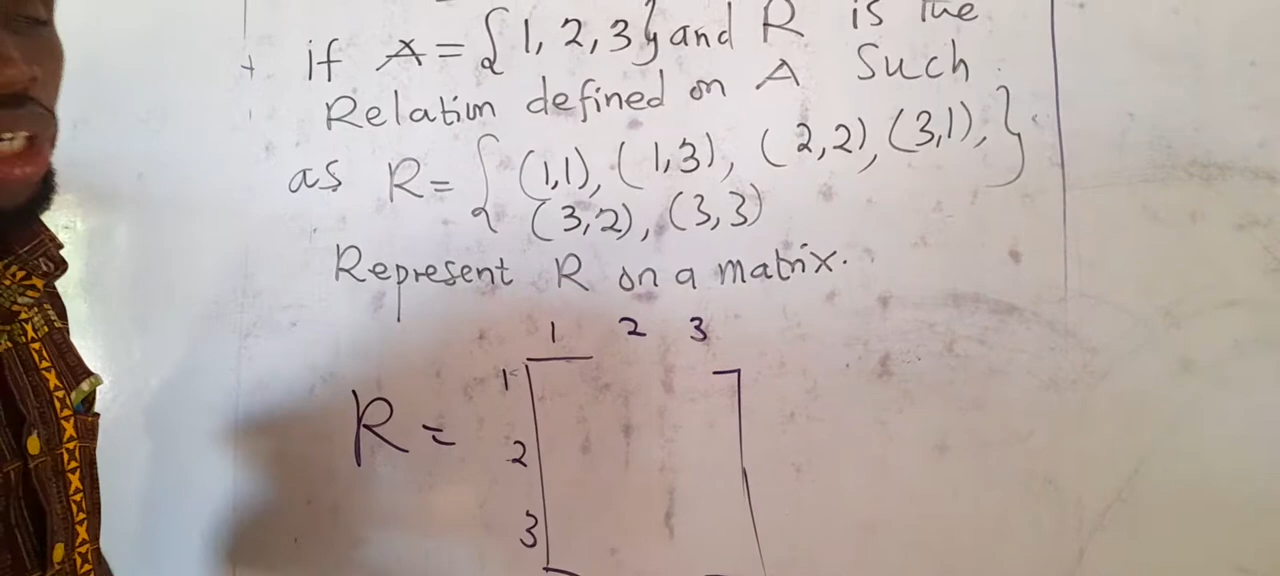 if A = { 1, 2, 3 } and R is the
Relation defined on A such
as R = { (1,1), (1,3), (2,2), (3,1), }
(3,2), (3,3)
Represent R on a matrix.
1 2 3
1
R =
2
3